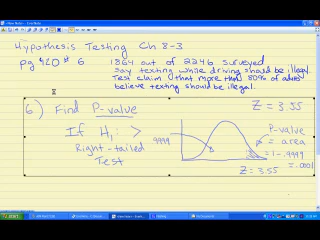 Hypothesis Testing Ch 8-3
pg 420 # 6
1864 out of 2246 surveyed
say texting while driving should be illegal.
Test claim that more than 80% of adults
believe texting should be illegal.
6) Find P-value
Z = 3.55
If H1: >
Right-tailed
Test
.9999
P-value
= area
= 1 - .9999
= .0001
Z = 3.55